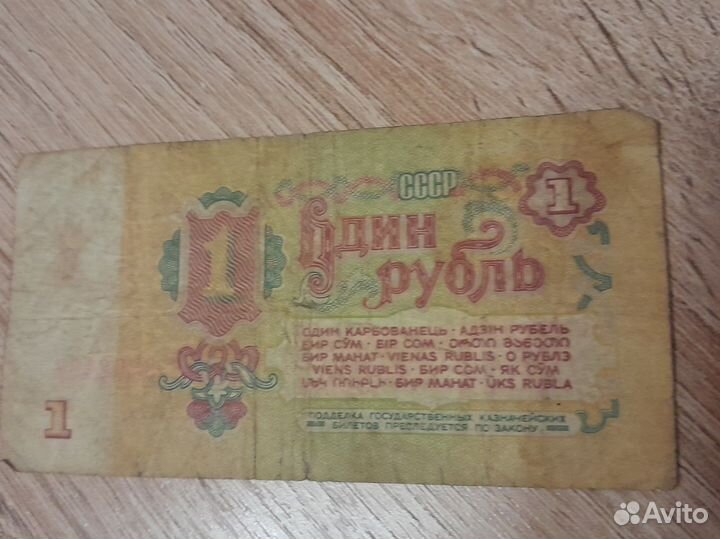 СССР
1
1
Один
рубль
ОДИН КАРБОВАНЕЦЬ · АДЗІН РУБЕЛЬ
БИР СЎМ · БІР СОМ · ᲔᲠᲗᲘ ᲛᲐᲜᲔᲗᲘ
БИР МАНАТ · VIENAS RUBLIS · О РУБЛЭ
VIENS RUBLIS · БИР СОМ · ЯК СЎМ
ՄԵԿ ՌՈՒԲԼԻ · БИР МАНАТ · ÜKS RUBLA
1
ПОДДЕЛКА ГОСУДАРСТВЕННЫХ КАЗНАЧЕЙСКИХ
БИЛЕТОВ ПРЕСЛЕДУЕТСЯ ПО ЗАКОНУ
Avito